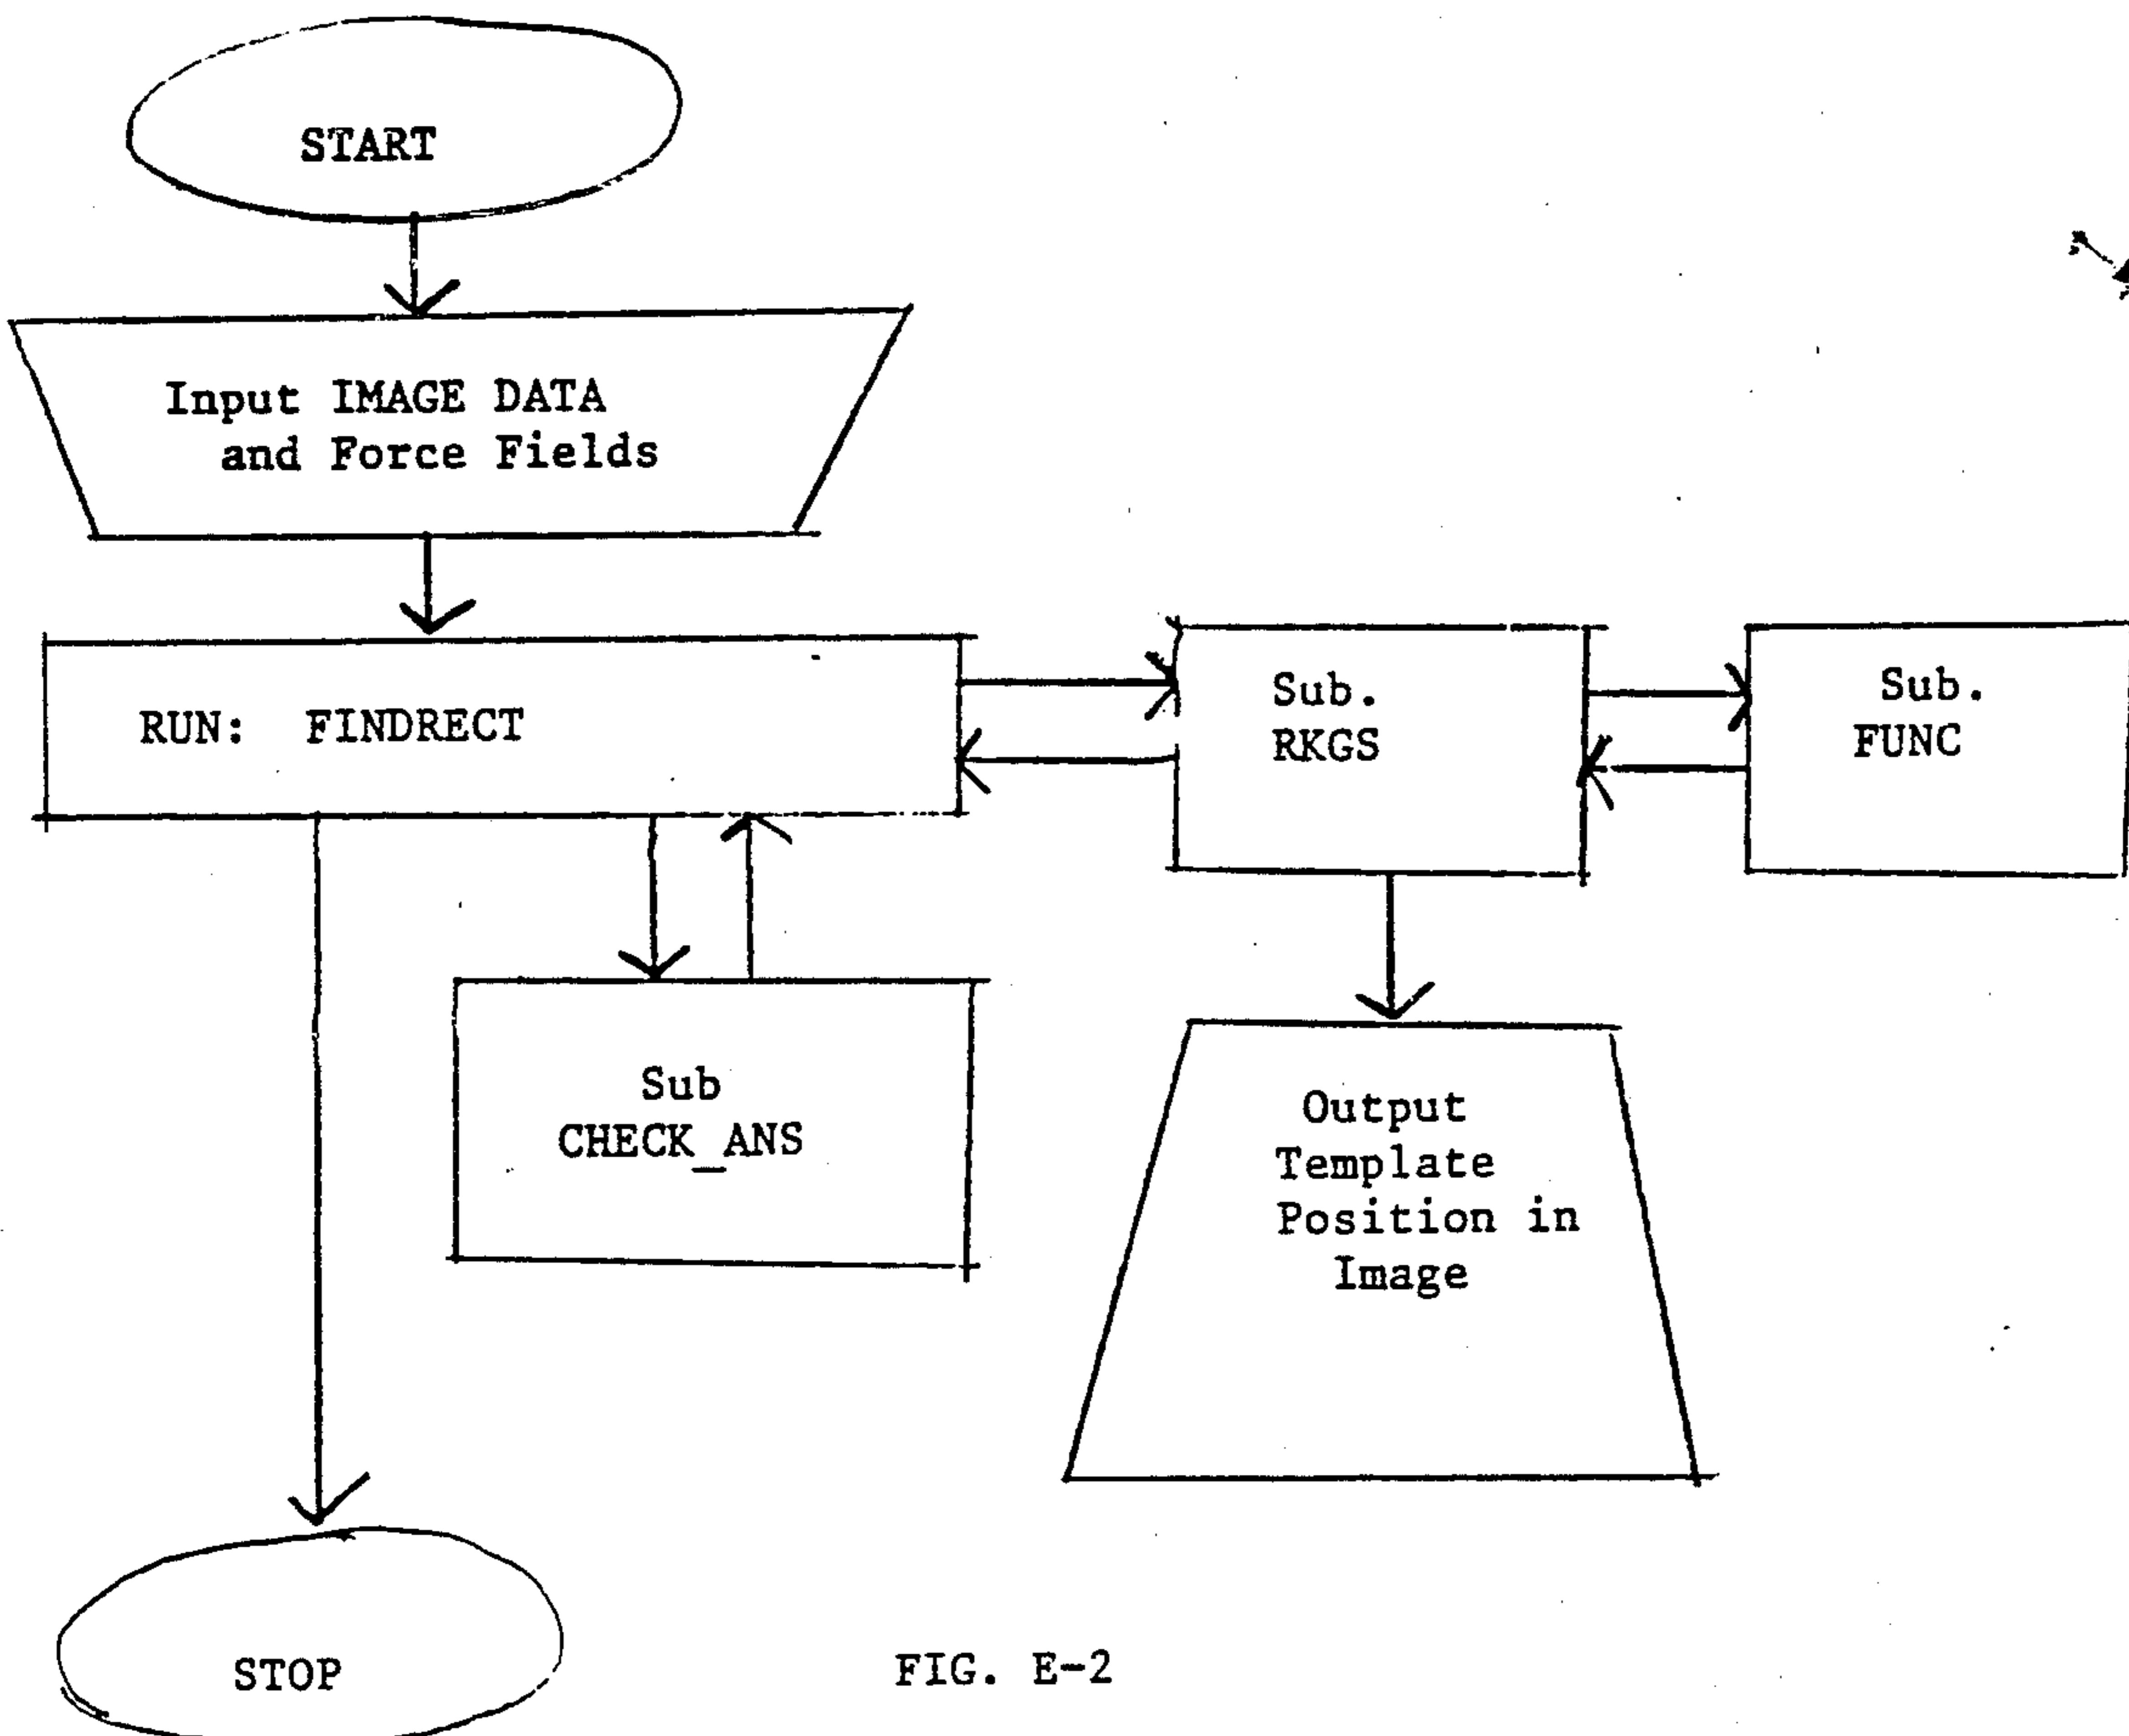 START
Input IMAGE DATA
and Force Fields
RUN: FINDRECT
Sub.
RKGS
Sub.
FUNC
Sub
CHECK_ANS
Output
Template
Position in
Image
STOP
FIG. E-2